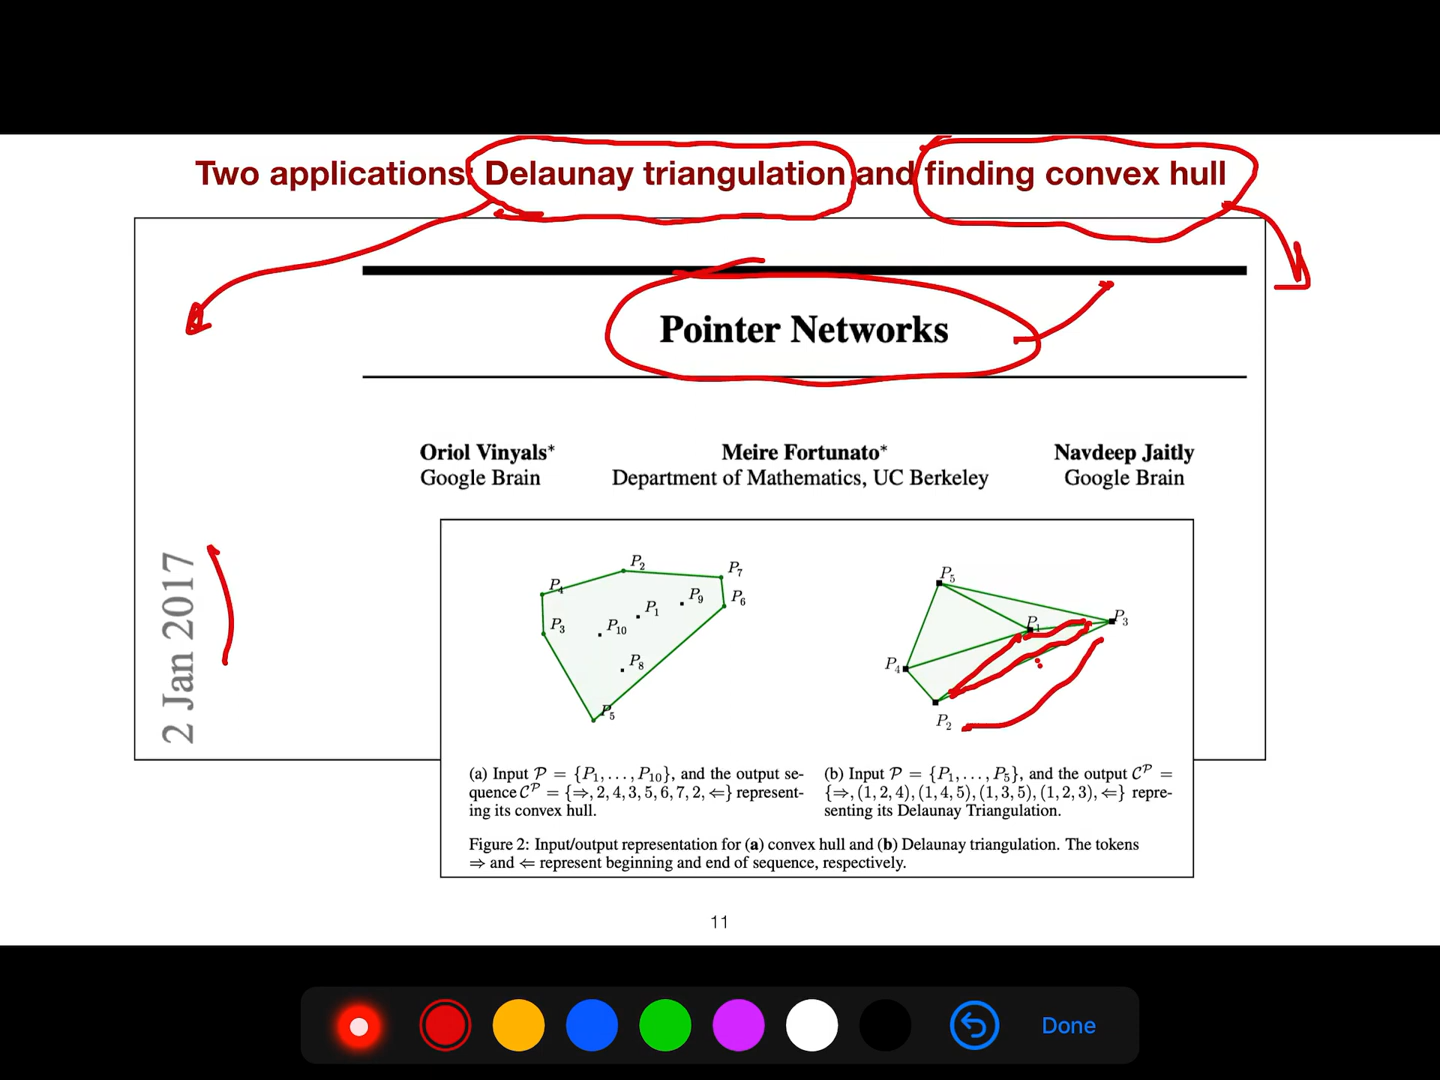 Two applications: Delaunay triangulation and finding convex hull
Pointer Networks
Oriol Vinyals* Meire Fortunato* Navdeep Jaitly
Google Brain Department of Mathematics, UC Berkeley Google Brain
2 Jan 2017
P₂ P₇ P₄ P₉ P₆ P₁ P₃ P₁₀ P₈ P₅
P₅ P₁ P₃ P₄ P₂
(a) Input 𝒫 = {P₁, . . . , P₁₀}, and the output se-
quence 𝒞^𝒫 = {⇒, 2, 4, 3, 5, 6, 7, 2, ⇐} represent-
ing its convex hull.
(b) Input 𝒫 = {P₁, . . . , P₅}, and the output 𝒞^𝒫 =
{⇒, (1, 2, 4), (1, 4, 5), (1, 3, 5), (1, 2, 3), ⇐} repre-
senting its Delaunay Triangulation.
Figure 2: Input/output representation for (a) convex hull and (b) Delaunay triangulation. The tokens
⇒ and ⇐ represent beginning and end of sequence, respectively.
11
Done